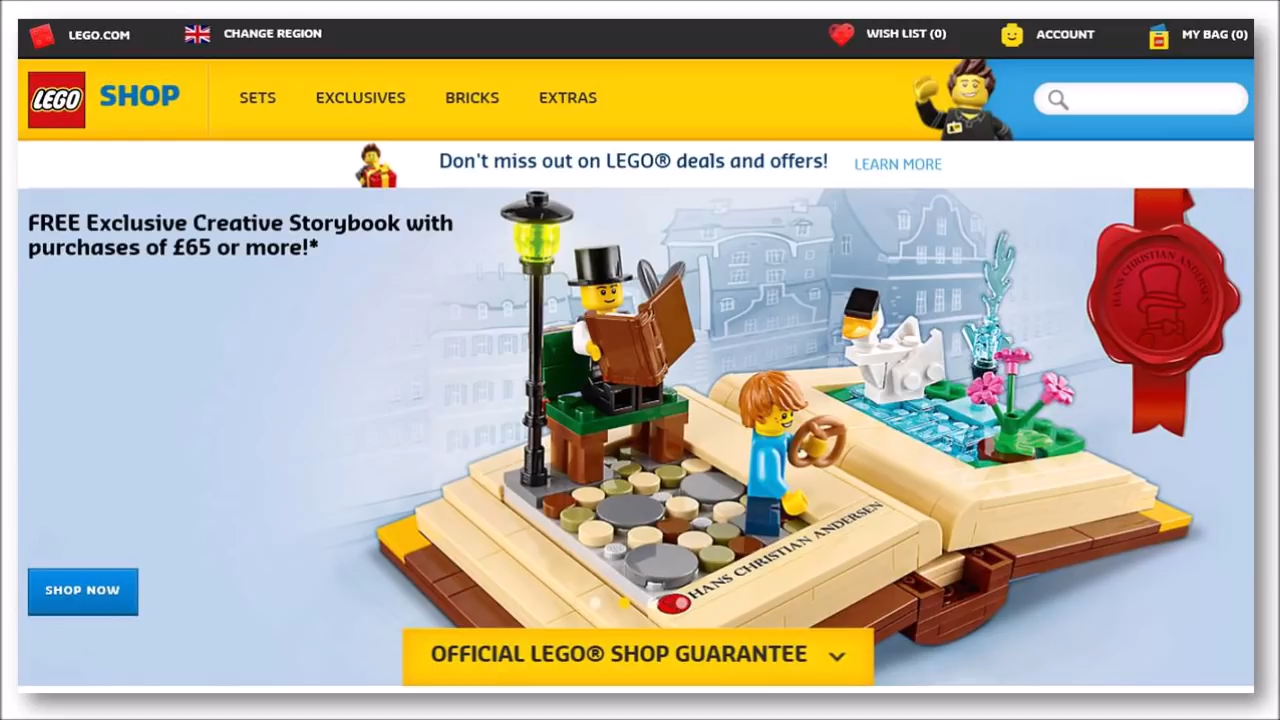 LEGO.COM
CHANGE REGION
WISH LIST (0)
ACCOUNT
MY BAG (0)
LEGO
SHOP
SETS
EXCLUSIVES
BRICKS
EXTRAS
Don't miss out on LEGO® deals and offers!
LEARN MORE
FREE Exclusive Creative Storybook with
purchases of £65 or more!*
HANS CHRISTIAN ANDERSEN
HANS CHRISTIAN ANDERSEN
SHOP NOW
OFFICIAL LEGO® SHOP GUARANTEE